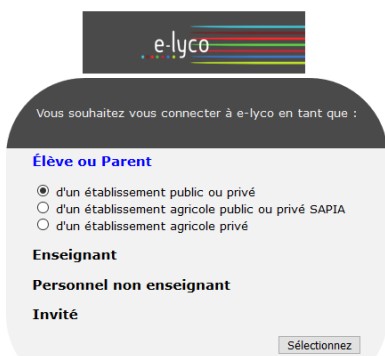 e-lyco
Vous souhaitez vous connecter à e-lyco en tant que :
Élève ou Parent
d'un établissement public ou privé
d'un établissement agricole public ou privé SAPIA
d'un établissement agricole privé
Enseignant
Personnel non enseignant
Invité
Sélectionnez